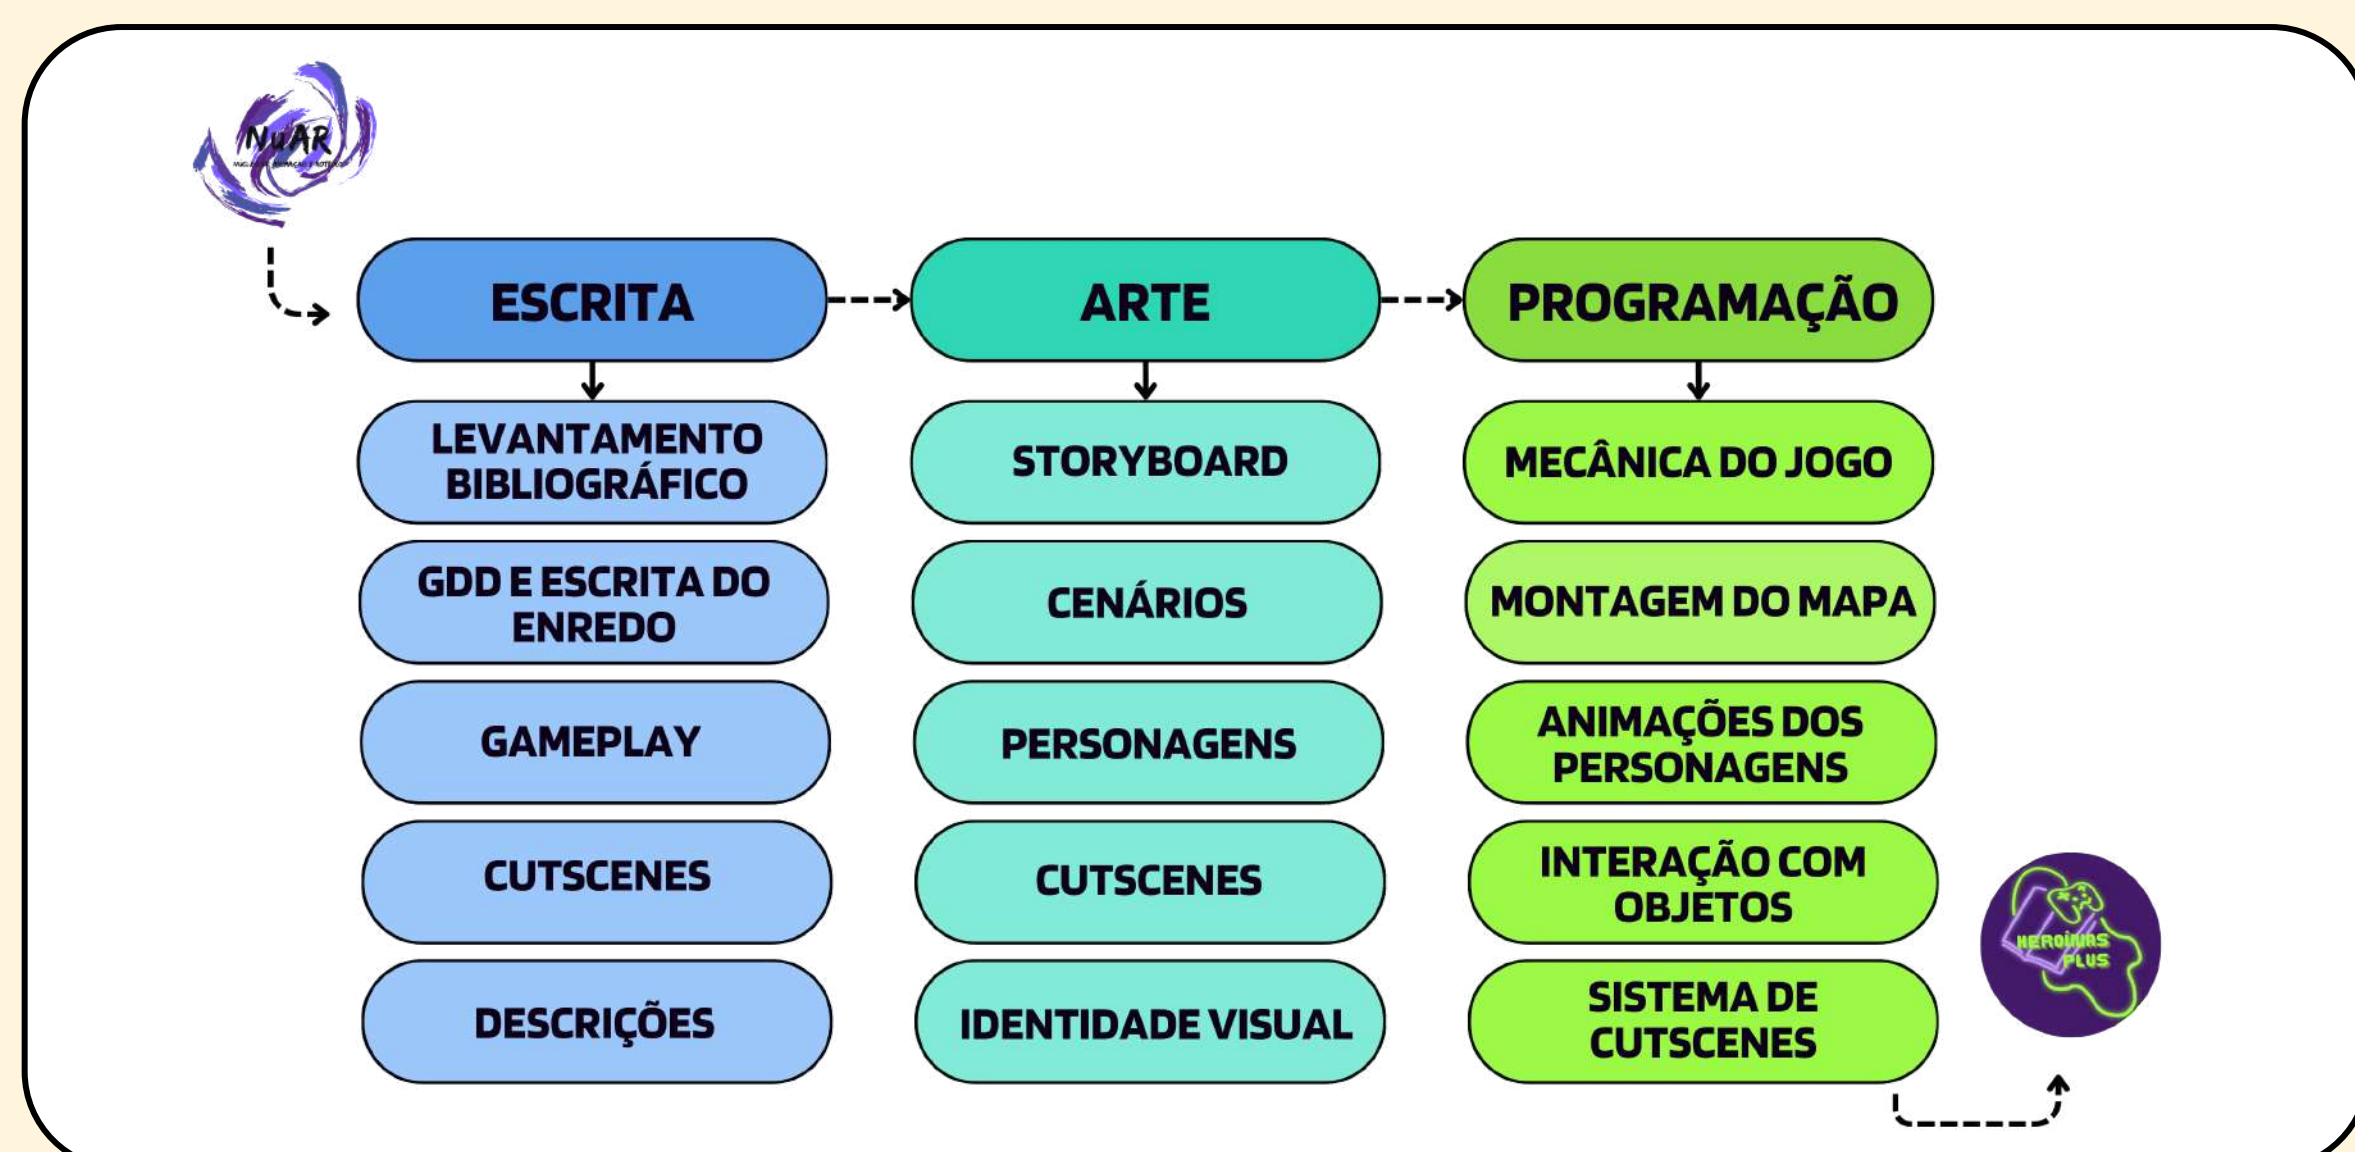 NuAR
ESCRITA
LEVANTAMENTO
BIBLIOGRÁFICO
GDD E ESCRITA DO
ENREDO
GAMEPLAY
CUTSCENES
DESCRIÇÕES
ARTE
STORYBOARD
CENÁRIOS
PERSONAGENS
CUTSCENES
IDENTIDADE VISUAL
PROGRAMAÇÃO
MECÂNICA DO JOGO
MONTAGEM DO MAPA
ANIMAÇÕES DOS
PERSONAGENS
INTERAÇÃO COM
OBJETOS
SISTEMA DE
CUTSCENES
HEROÍNAS
PLUS